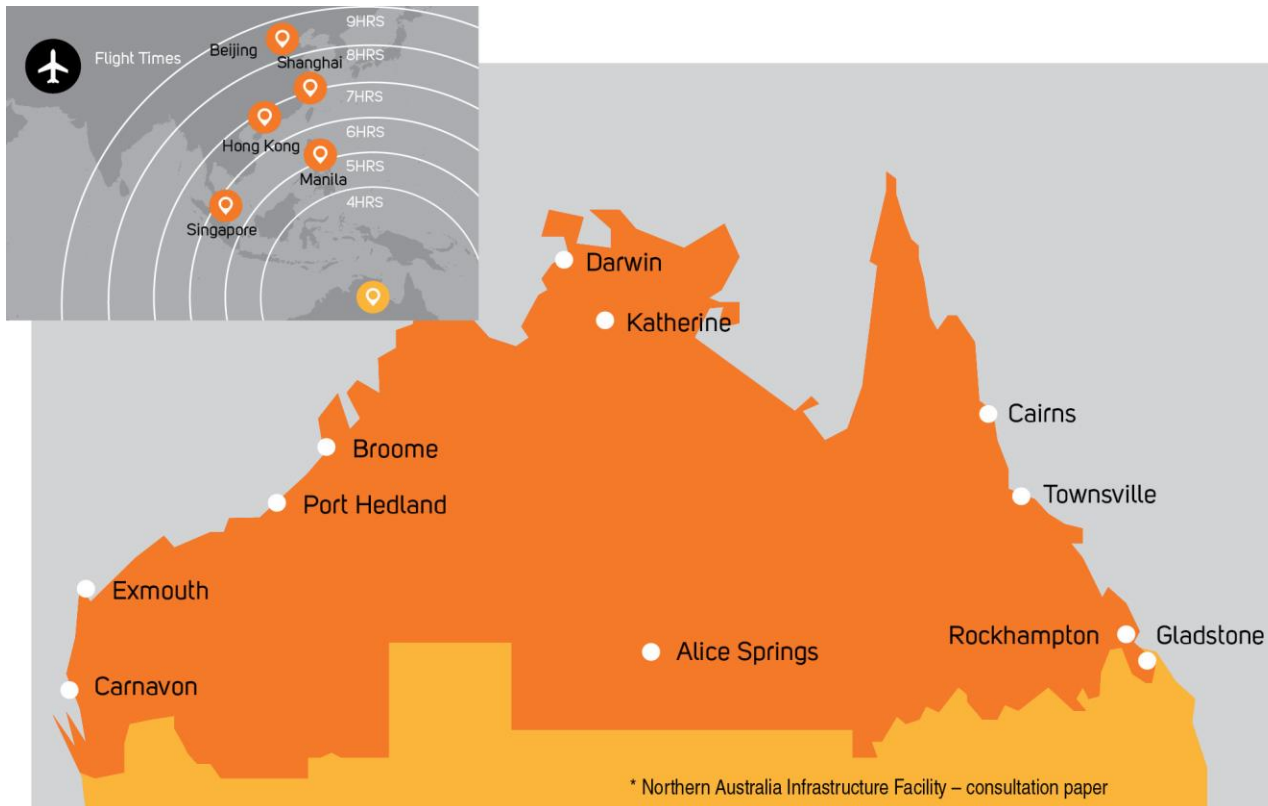 9HRS
Beijing
Flight Times
8HRS
Shanghai
7HRS
6HRS
Hong Kong
5HRS
Manila
4HRS
Singapore
Darwin
Katherine
Cairns
Broome
Townsville
Port Hedland
Exmouth
Rockhampton
Gladstone
Alice Springs
Carnavon
* Northern Australia Infrastructure Facility – consultation paper